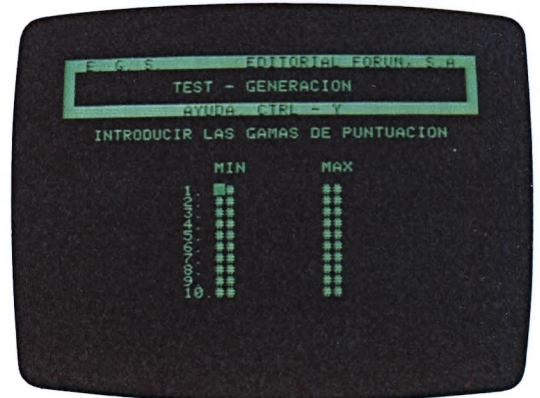 E. G. S. EDITORIAL FORUN, S.A
TEST - GENERACION
AYUDA, CTRL - Y
INTRODUCIR LAS GAMAS DE PUNTUACION
MIN MAX
1. ## ##
2. ## ##
3. ## ##
4. ## ##
5. ## ##
6. ## ##
7. ## ##
8. ## ##
9. ## ##
10.## ##